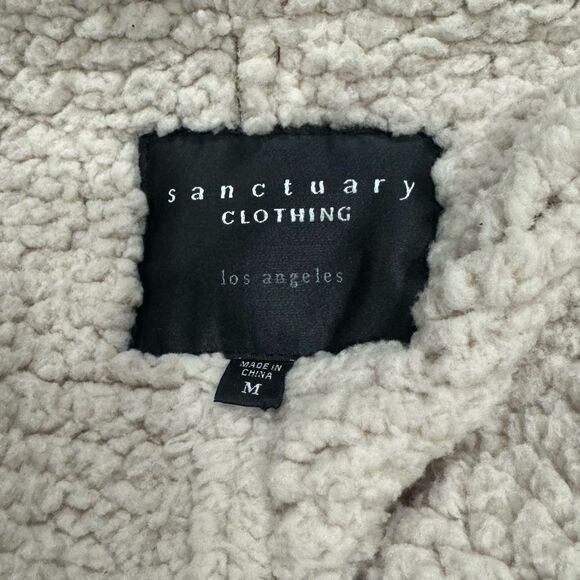 sanctuary
CLOTHING
los angeles
MADE IN
CHINA
M